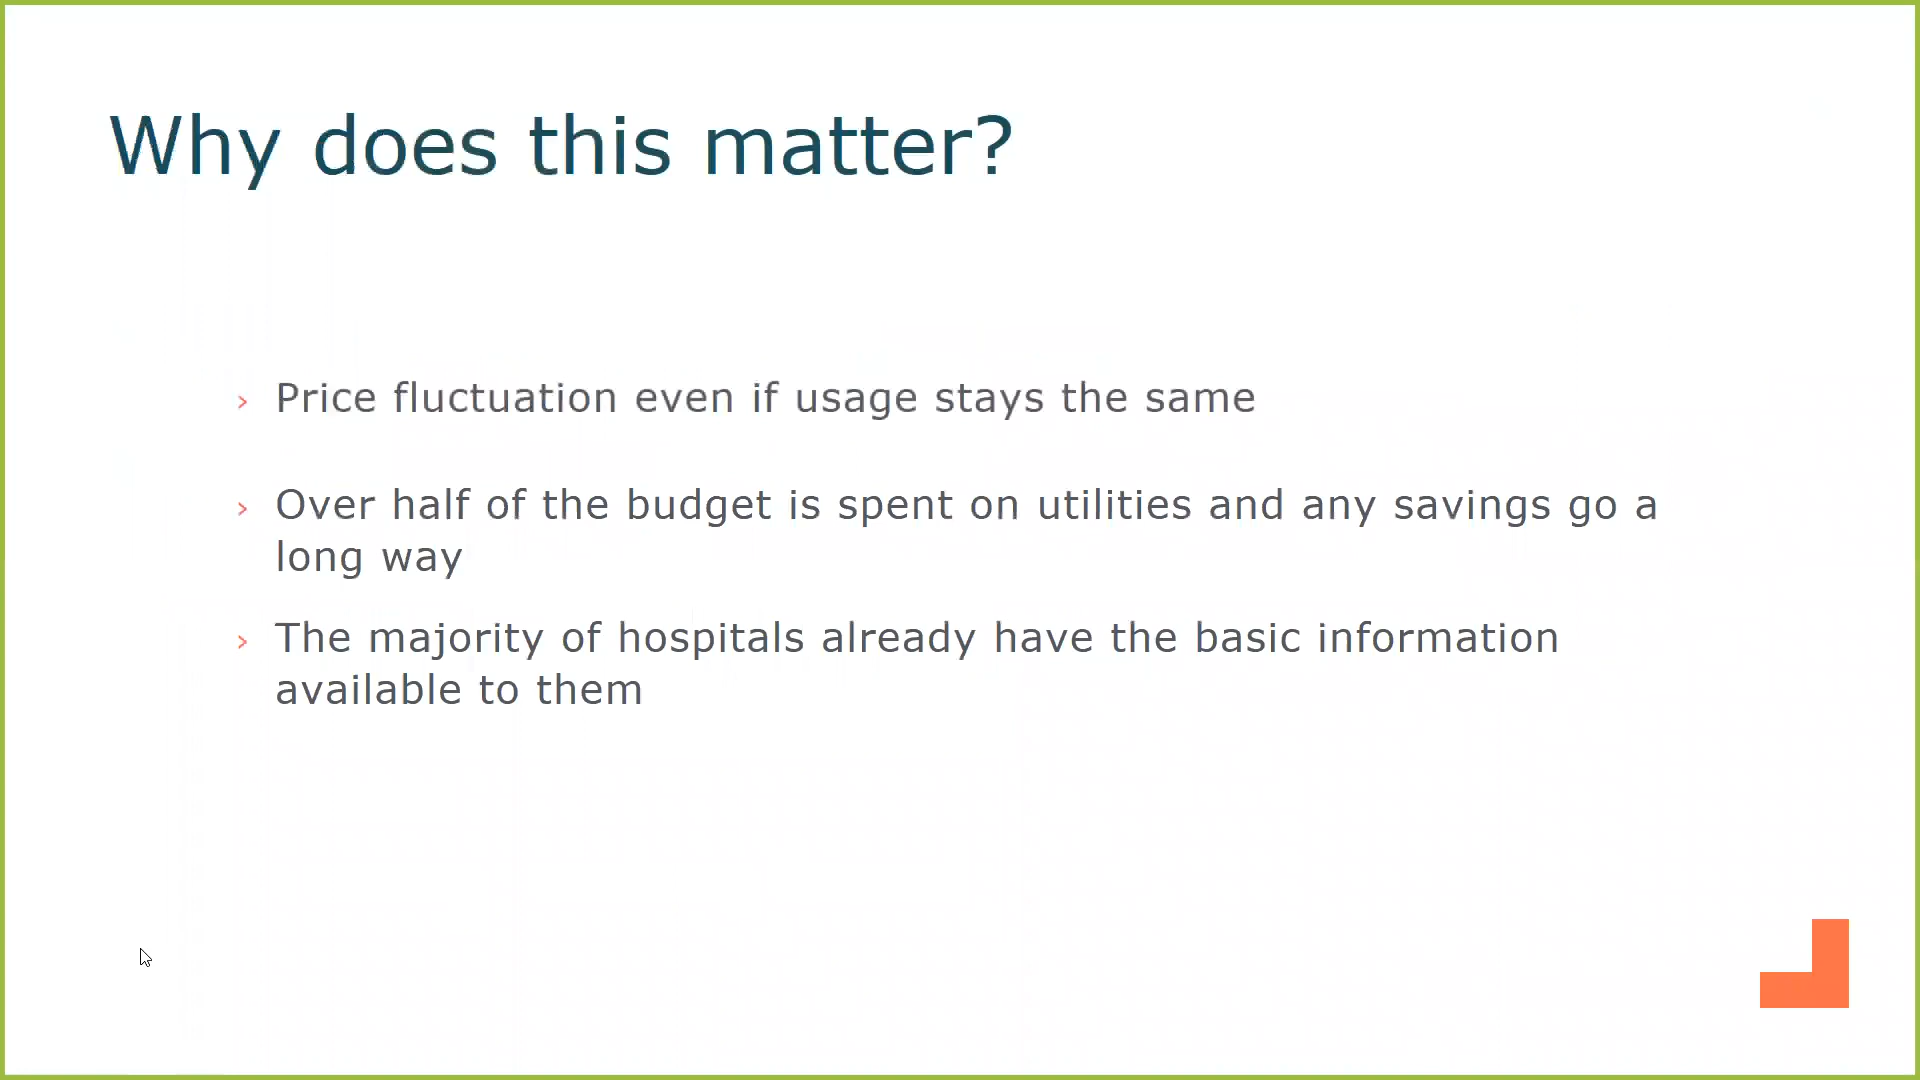 Why does this matter?
› Price fluctuation even if usage stays the same
› Over half of the budget is spent on utilities and any savings go a
long way
› The majority of hospitals already have the basic information
available to them